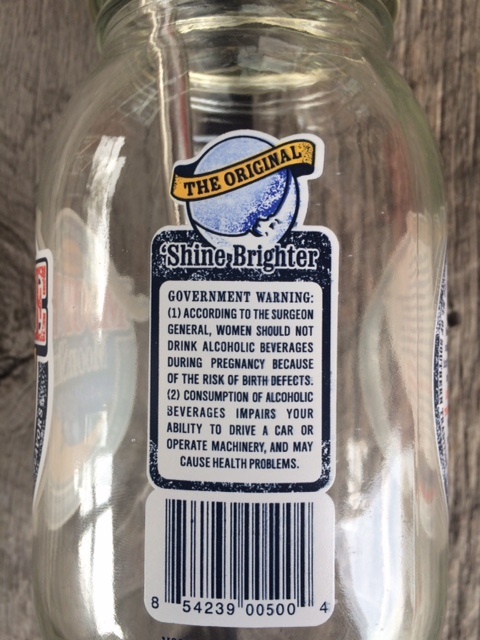 THE ORIGINAL
'Shine Brighter
GOVERNMENT WARNING:
(1) ACCORDING TO THE SURGEON
GENERAL, WOMEN SHOULD NOT
DRINK ALCOHOLIC BEVERAGES
DURING PREGNANCY BECAUSE
OF THE RISK OF BIRTH DEFECTS.
(2) CONSUMPTION OF ALCOHOLIC
BEVERAGES IMPAIRS YOUR
ABILITY TO DRIVE A CAR OR
OPERATE MACHINERY, AND MAY
CAUSE HEALTH PROBLEMS.
8 54239 00500 4